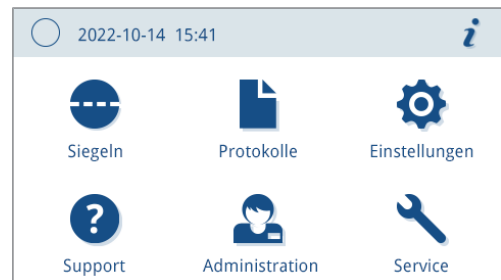 2022-10-14 15:41 i
Siegeln Protokolle Einstellungen
?
Support Administration Service